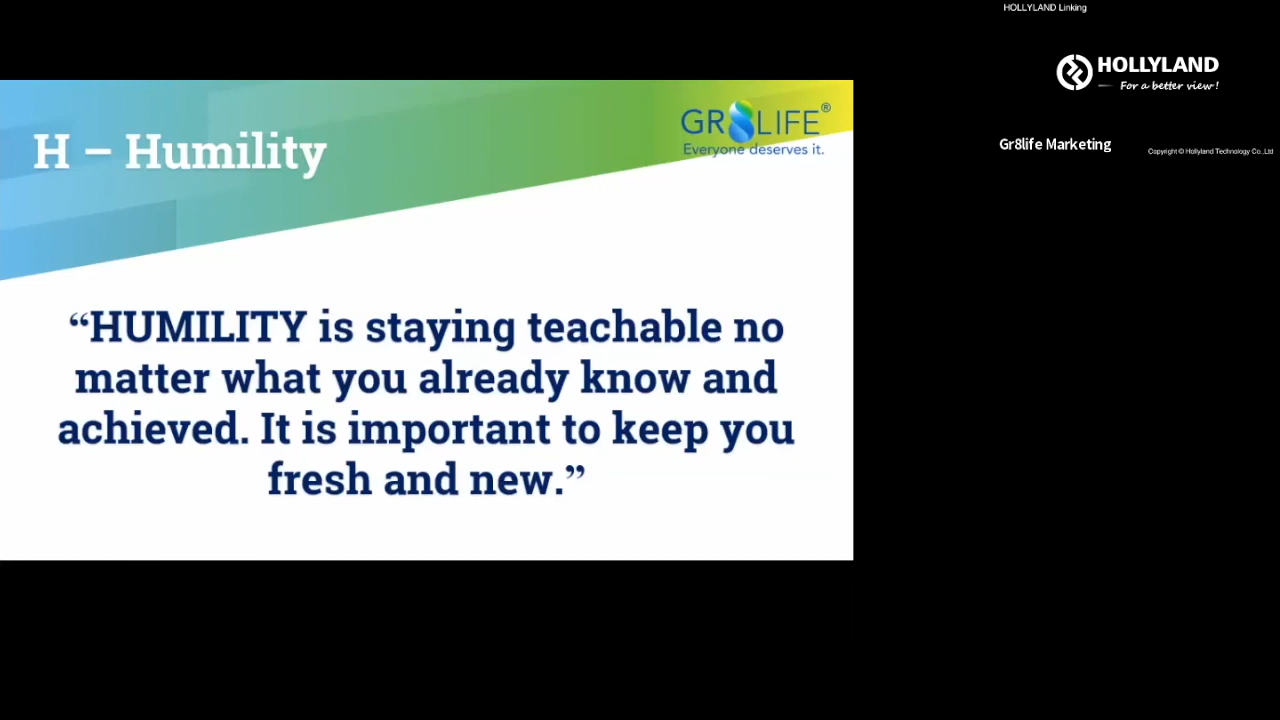 HOLLYLAND Linking
HOLLYLAND
For a better view!
Gr8life Marketing
Copyright © Hollyland Technology Co.,Ltd
H – Humility
GR8LIFE®
Everyone deserves it.
“HUMILITY is staying teachable no
matter what you already know and
achieved. It is important to keep you
fresh and new.”